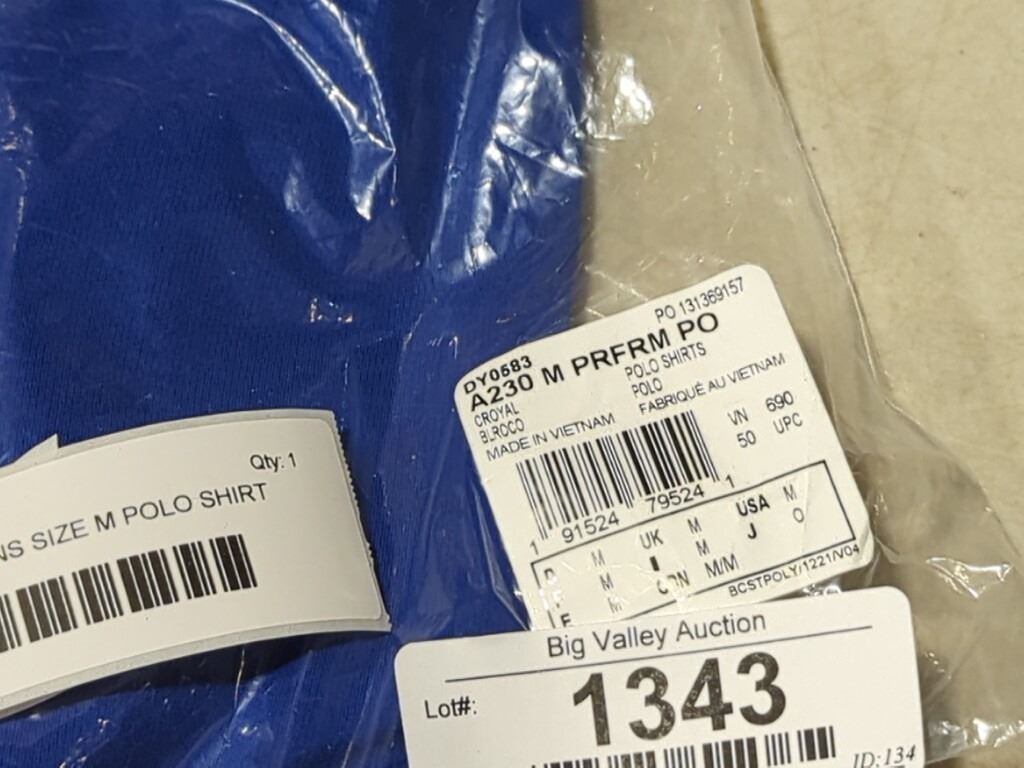 Qty: 1
NS SIZE M POLO SHIRT
PO 131369157
DY0583
A230 M PRFRM PO
CROYAL POLO SHIRTS
BLROCO POLO
MADE IN VIETNAM FABRIQUÉ AU VIETNAM
VN 690
50 UPC
1 91524 79524 1
M UK M USA M
M M J O
M CHN M/M
BCSTPOLY/1221/V04
Big Valley Auction
Lot#: 1343
ID:134